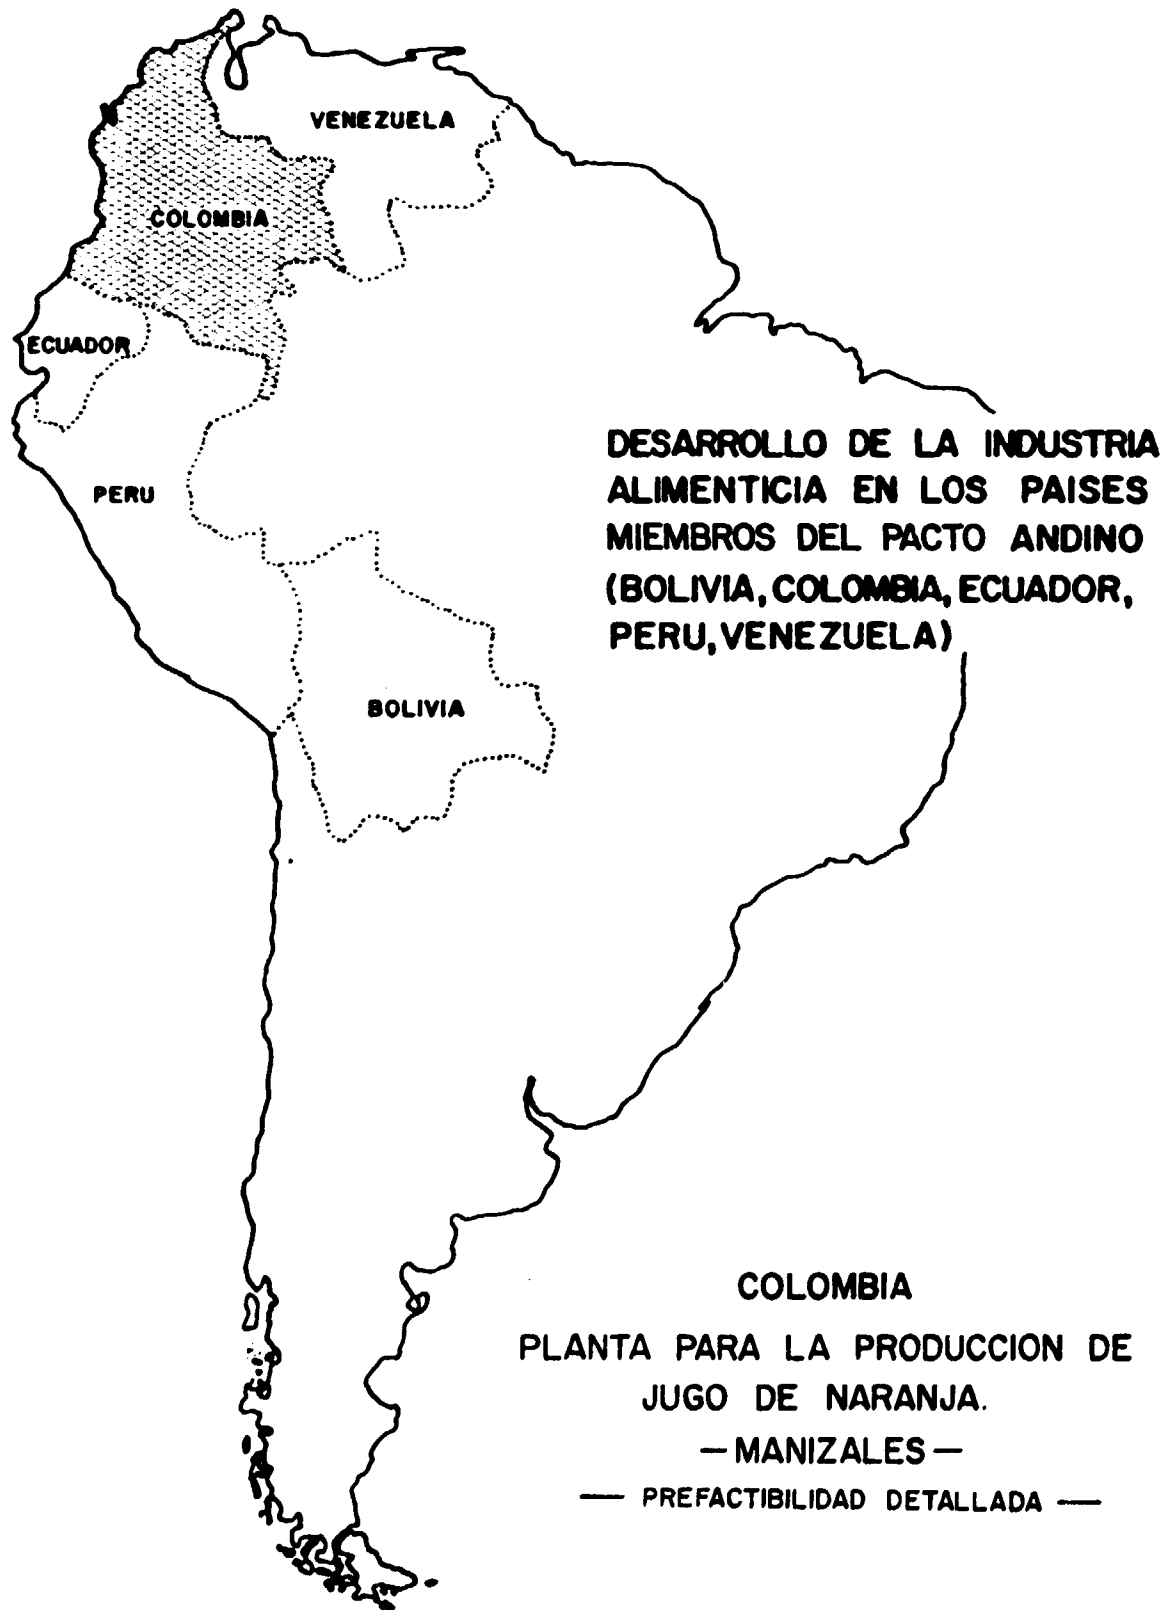 VENEZUELA
COLOMBIA
ECUADOR
PERU
BOLIVIA
DESARROLLO DE LA INDUSTRIA
ALIMENTICIA EN LOS PAISES
MIEMBROS DEL PACTO ANDINO
(BOLIVIA, COLOMBIA, ECUADOR,
PERU, VENEZUELA)
COLOMBIA
PLANTA PARA LA PRODUCCION DE
JUGO DE NARANJA.
— MANIZALES —
— PREFACTIBILIDAD DETALLADA —